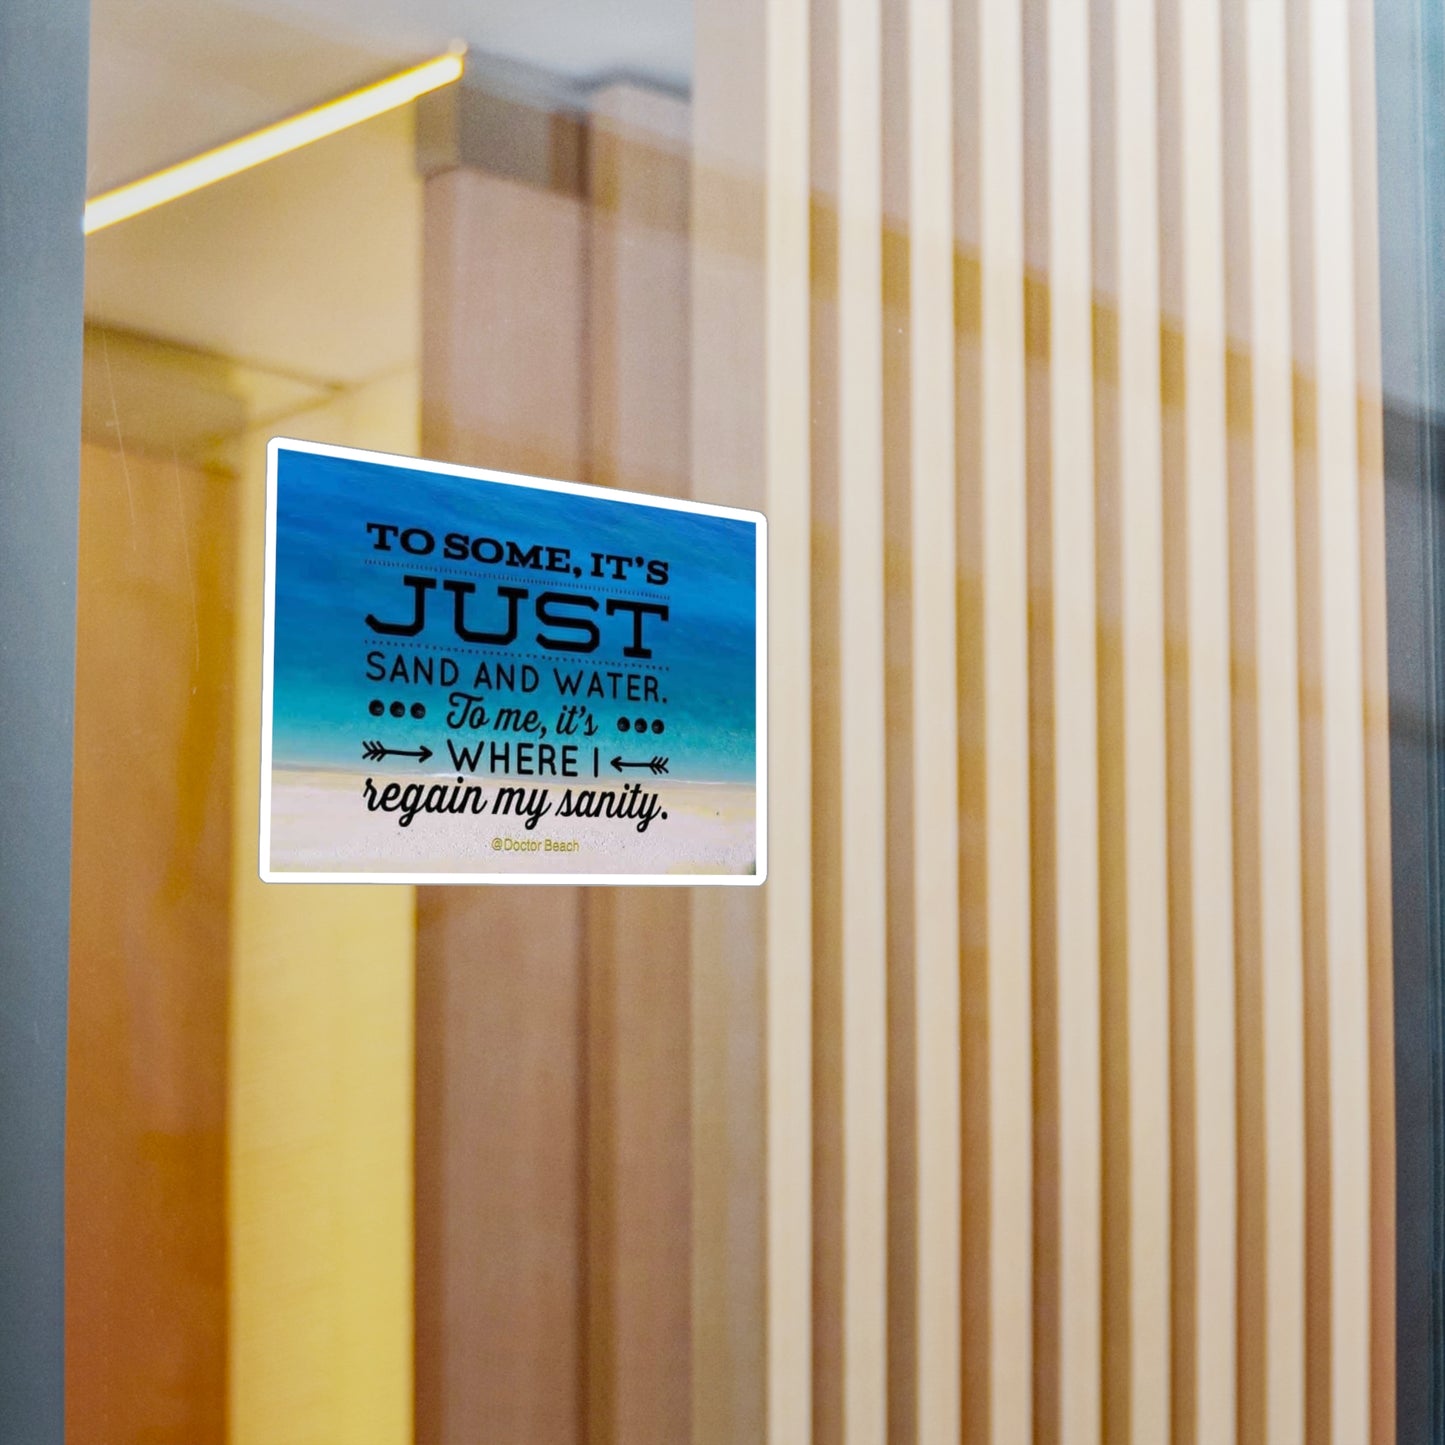 TO SOME, IT'S
JUST
SAND AND WATER.
To me, it's
WHERE I
regain my sanity.
@Doctor Beach